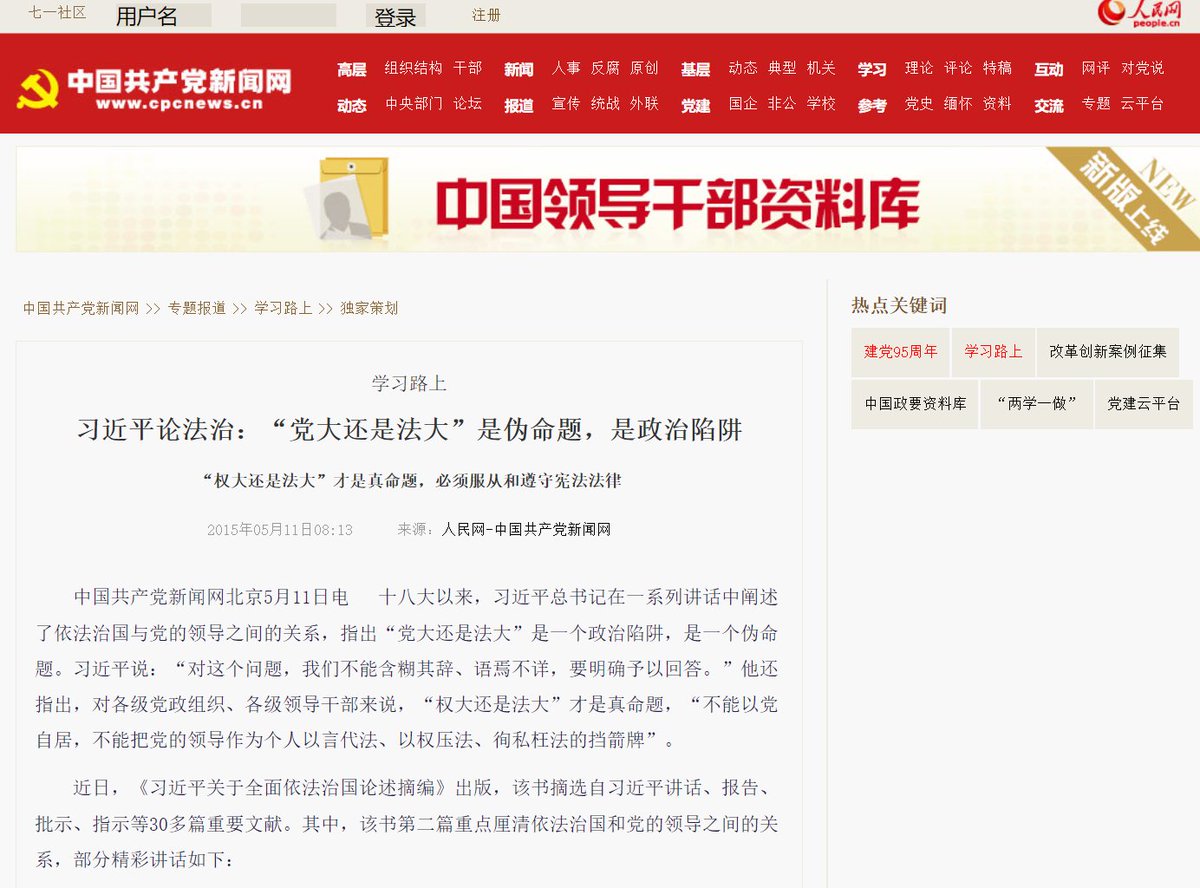 七一社区 用户名 登录 注册
人民网
people.cn
中国共产党新闻网
www.cpcnews.cn
高层 组织结构 干部 新闻 人事 反腐 原创 基层 动态 典型 机关 学习 理论 评论 特稿 互动 网评 对党说
动态 中央部门 论坛 报道 宣传 统战 外联 党建 国企 非公 学校 参考 党史 缅怀 资料 交流 专题 云平台
中国领导干部资料库
NEW
新版上线
中国共产党新闻网 >> 专题报道 >> 学习路上 >> 独家策划
学习路上
习近平论法治：“党大还是法大”是伪命题，是政治陷阱
“权大还是法大”才是真命题，必须服从和遵守宪法法律
2015年05月11日08:13 来源：人民网-中国共产党新闻网
中国共产党新闻网北京5月11日电 十八大以来，习近平总书记在一系列讲话中阐述
了依法治国与党的领导之间的关系，指出“党大还是法大”是一个政治陷阱，是一个伪命
题。习近平说：“对这个问题，我们不能含糊其辞、语焉不详，要明确予以回答。”他还
指出，对各级党政组织、各级领导干部来说，“权大还是法大”才是真命题，“不能以党
自居，不能把党的领导作为个人以言代法、以权压法、徇私枉法的挡箭牌”。
近日，《习近平关于全面依法治国论述摘编》出版，该书摘选自习近平讲话、报告、
批示、指示等30多篇重要文献。其中，该书第二篇重点厘清依法治国和党的领导之间的关
系，部分精彩讲话如下：
热点关键词
建党95周年 学习路上 改革创新案例征集
中国政要资料库 “两学一做” 党建云平台